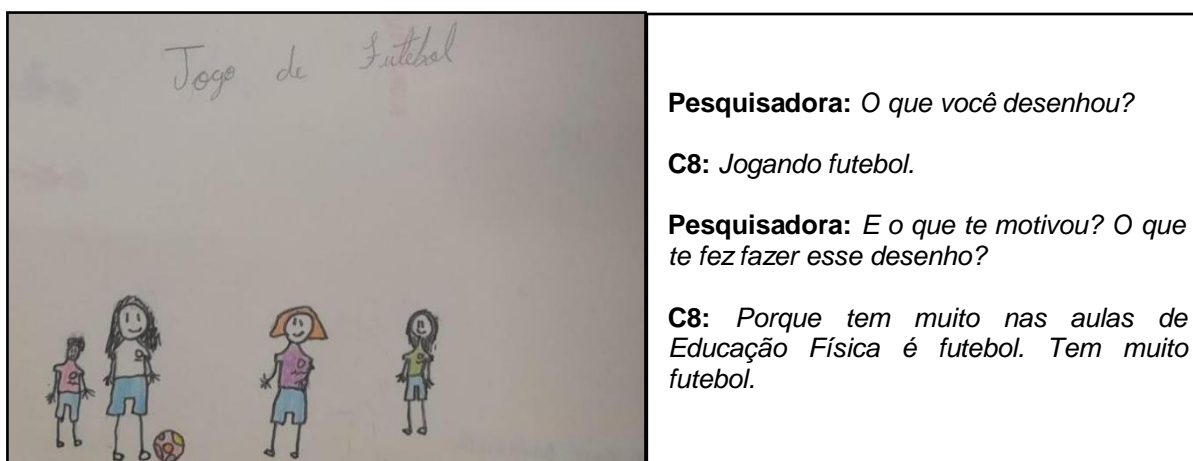 Jogo de Futebol
Pesquisadora: O que você desenhou?
C8: Jogando futebol.
Pesquisadora: E o que te motivou? O que
te fez fazer esse desenho?
C8: Porque tem muito nas aulas de
Educação Física é futebol. Tem muito
futebol.